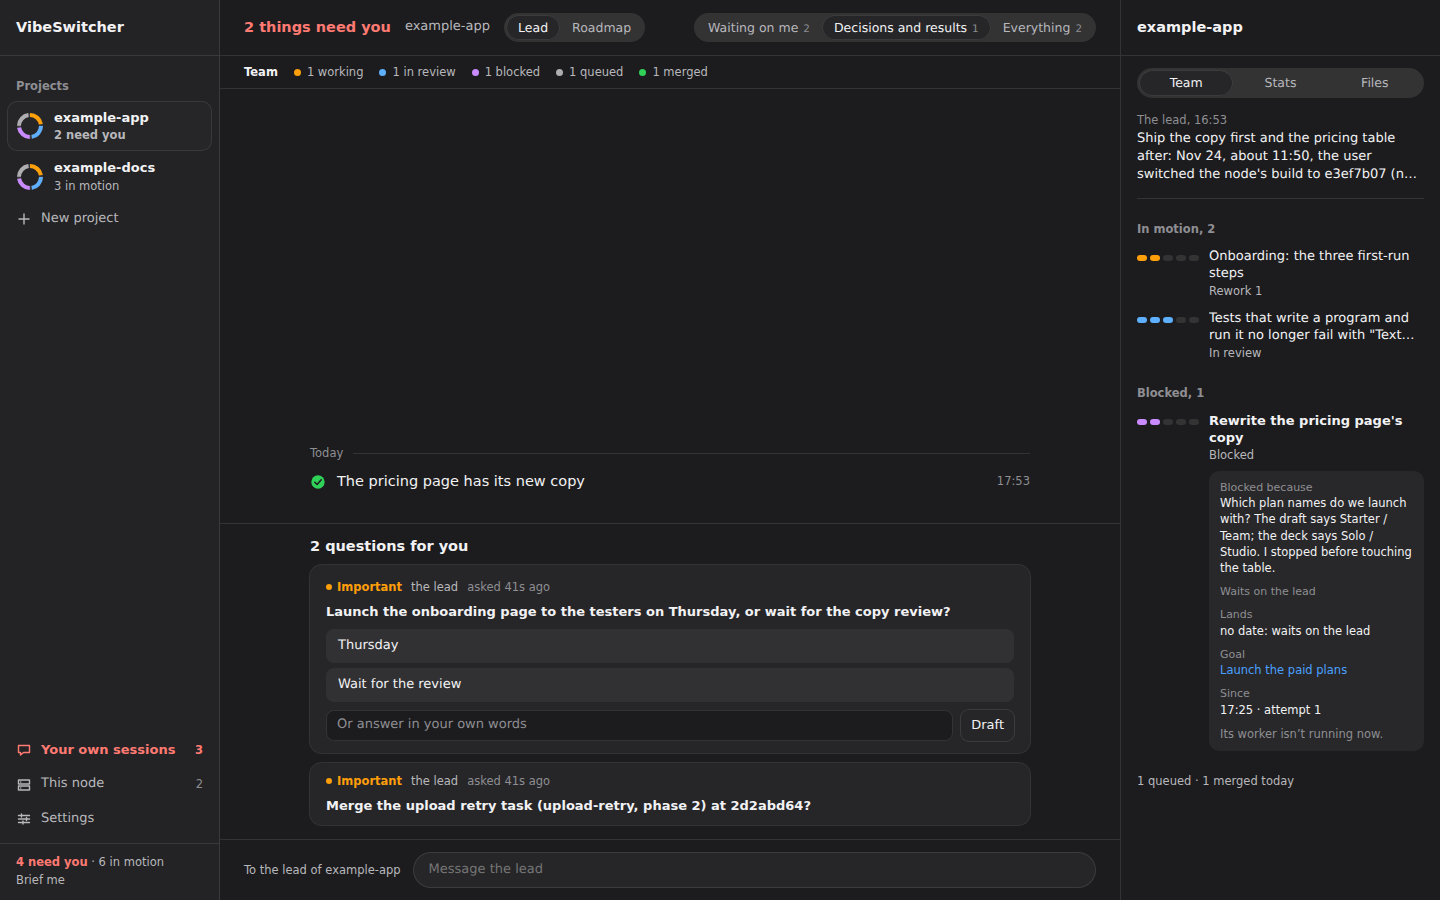 VibeSwitcher
Projects
example-app
2 need you
example-docs
3 in motion
New project
Your own sessions 3
This node 2
Settings
4 need you · 6 in motion
Brief me
2 things need you example-app Lead Roadmap
Waiting on me 2 Decisions and results 1 Everything 2
Team 1 working 1 in review 1 blocked 1 queued 1 merged
Today
The pricing page has its new copy 17:53
2 questions for you
Important the lead asked 41s ago
Launch the onboarding page to the testers on Thursday, or wait for the copy review?
Thursday
Wait for the review
Or answer in your own words Draft
Important the lead asked 41s ago
Merge the upload retry task (upload-retry, phase 2) at 2d2abd64?
To the lead of example-app Message the lead
example-app
Team Stats Files
The lead, 16:53
Ship the copy first and the pricing table
after: Nov 24, about 11:50, the user
switched the node's build to e3ef7b07 (n…
In motion, 2
Onboarding: the three first-run
steps
Rework 1
Tests that write a program and
run it no longer fail with "Text…
In review
Blocked, 1
Rewrite the pricing page's
copy
Blocked
Blocked because
Which plan names do we launch
with? The draft says Starter /
Team; the deck says Solo /
Studio. I stopped before touching
the table.
Waits on the lead
Lands
no date: waits on the lead
Goal
Launch the paid plans
Since
17:25 · attempt 1
Its worker isn’t running now.
1 queued · 1 merged today